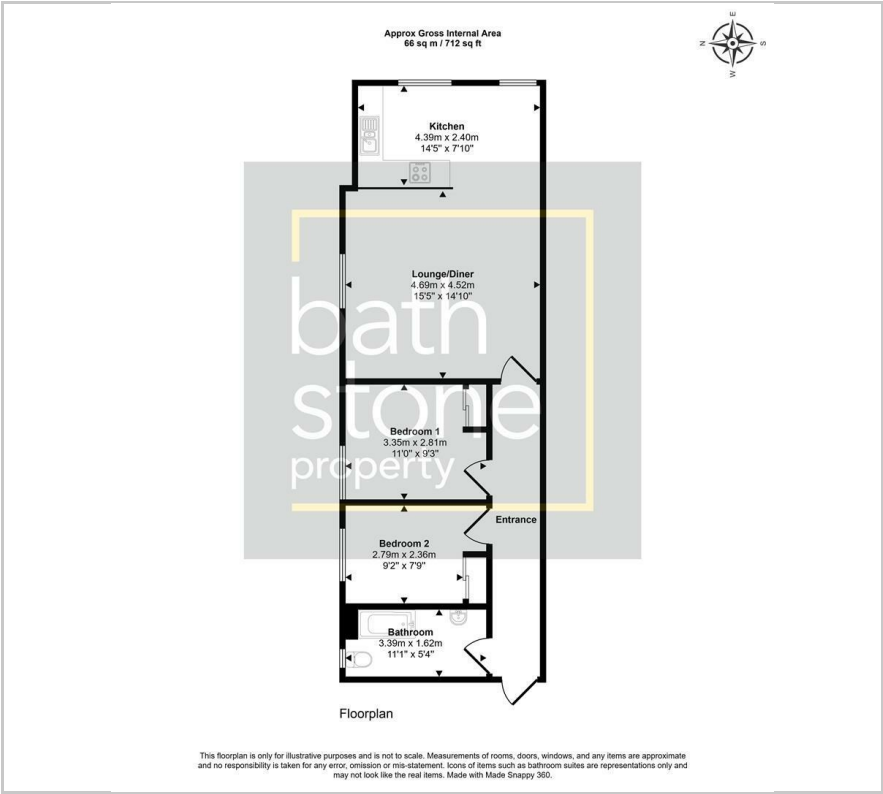 Approx Gross Internal Area
66 sq m / 712 sq ft
E
N
S
W
Kitchen
4.39m x 2.40m
14'5" x 7'10"
Lounge/Diner
4.69m x 4.52m
15'5" x 14'10"
bath
stone
property
Bedroom 1
3.35m x 2.81m
11'0" x 9'3"
Entrance
Bedroom 2
2.79m x 2.36m
9'2" x 7'9"
Bathroom
3.39m x 1.62m
11'1" x 5'4"
Floorplan
This floorplan is only for illustrative purposes and is not to scale. Measurements of rooms, doors, windows, and any items are approximate
and no responsibility is taken for any error, omission or mis-statement. Icons of items such as bathroom suites are representations only and
may not look like the real items. Made with Made Snappy 360.